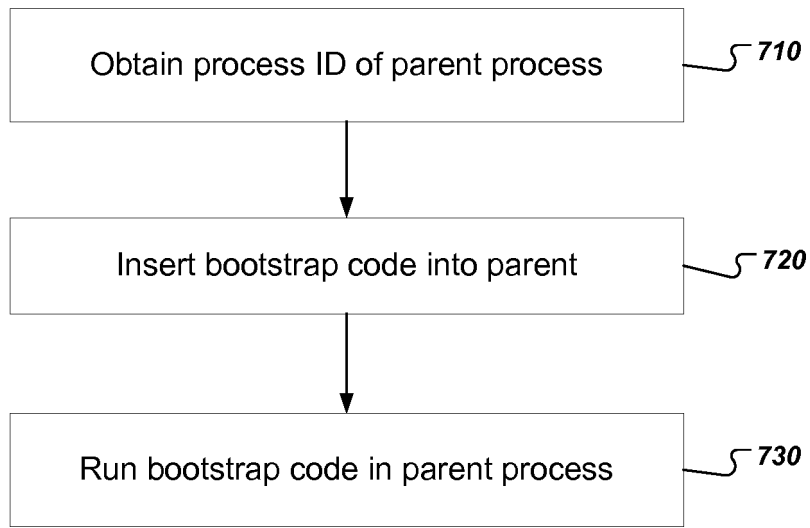 Obtain process ID of parent process
710
Insert bootstrap code into parent
720
Run bootstrap code in parent process
730